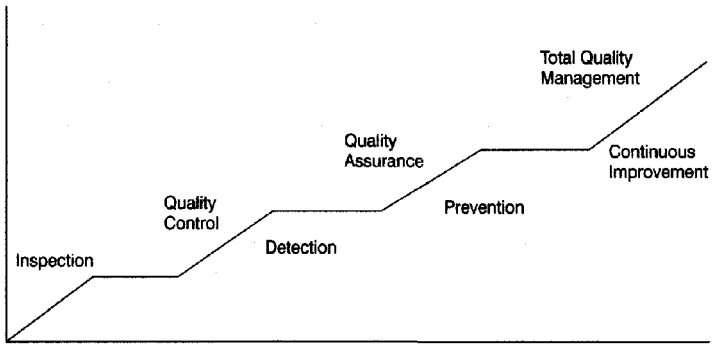 Total Quality
Management
Quality
Assurance
Continuous
Improvement
Quality
Control
Prevention
Detection
Inspection